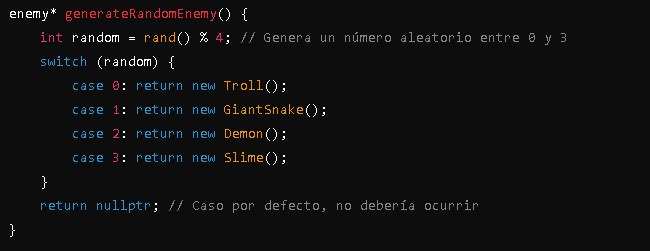 enemy* generateRandomEnemy() {
    int random = rand() % 4; // Genera un número aleatorio entre 0 y 3
    switch (random) {
        case 0: return new Troll();
        case 1: return new GiantSnake();
        case 2: return new Demon();
        case 3: return new Slime();
    }
    return nullptr; // Caso por defecto, no debería ocurrir
}